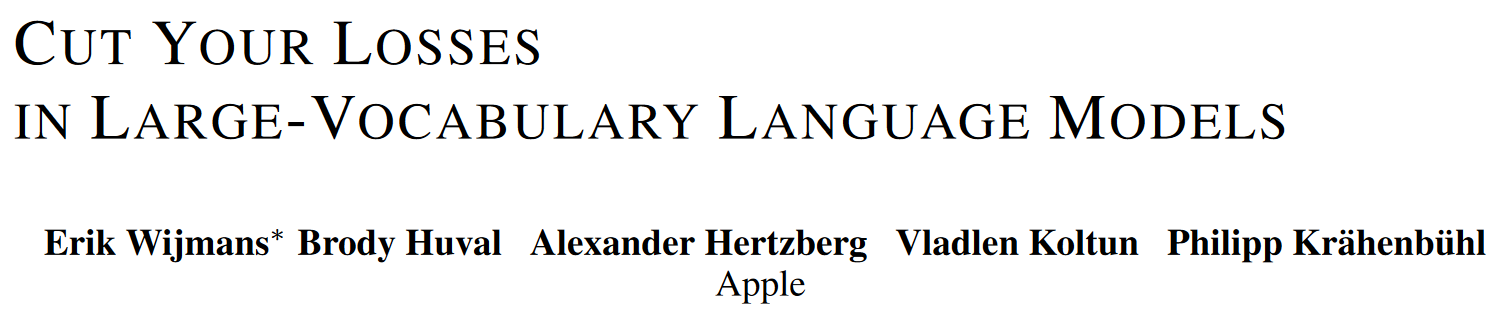 CUT YOUR LOSSES
IN LARGE-VOCABULARY LANGUAGE MODELS
Erik Wijmans* Brody Huval Alexander Hertzberg Vladlen Koltun Philipp Krähenbühl
Apple